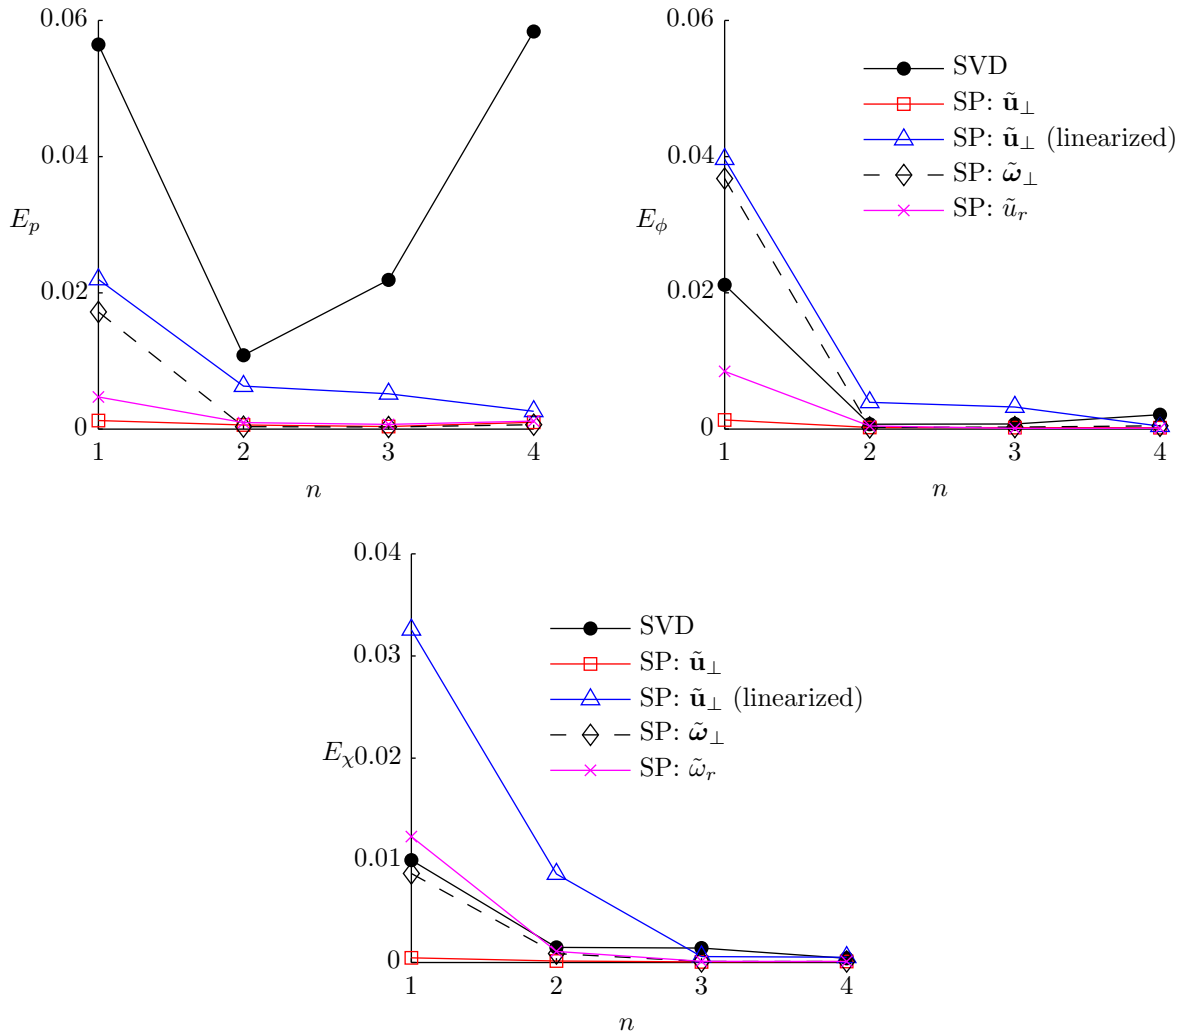 0.06
0.04
E_p
0.02
0
1 2 3 4
n
0.06
SVD
SP: ũ⊥
0.04
SP: ũ⊥ (linearized)
SP: ω̃⊥
E_ϕ
SP: ũ_r
0.02
0
1 2 3 4
n
0.04
0.03
SVD
SP: ũ⊥
SP: ũ⊥ (linearized)
SP: ω̃⊥
E_χ
0.02
SP: ω̃_r
0.01
0
1 2 3 4
n